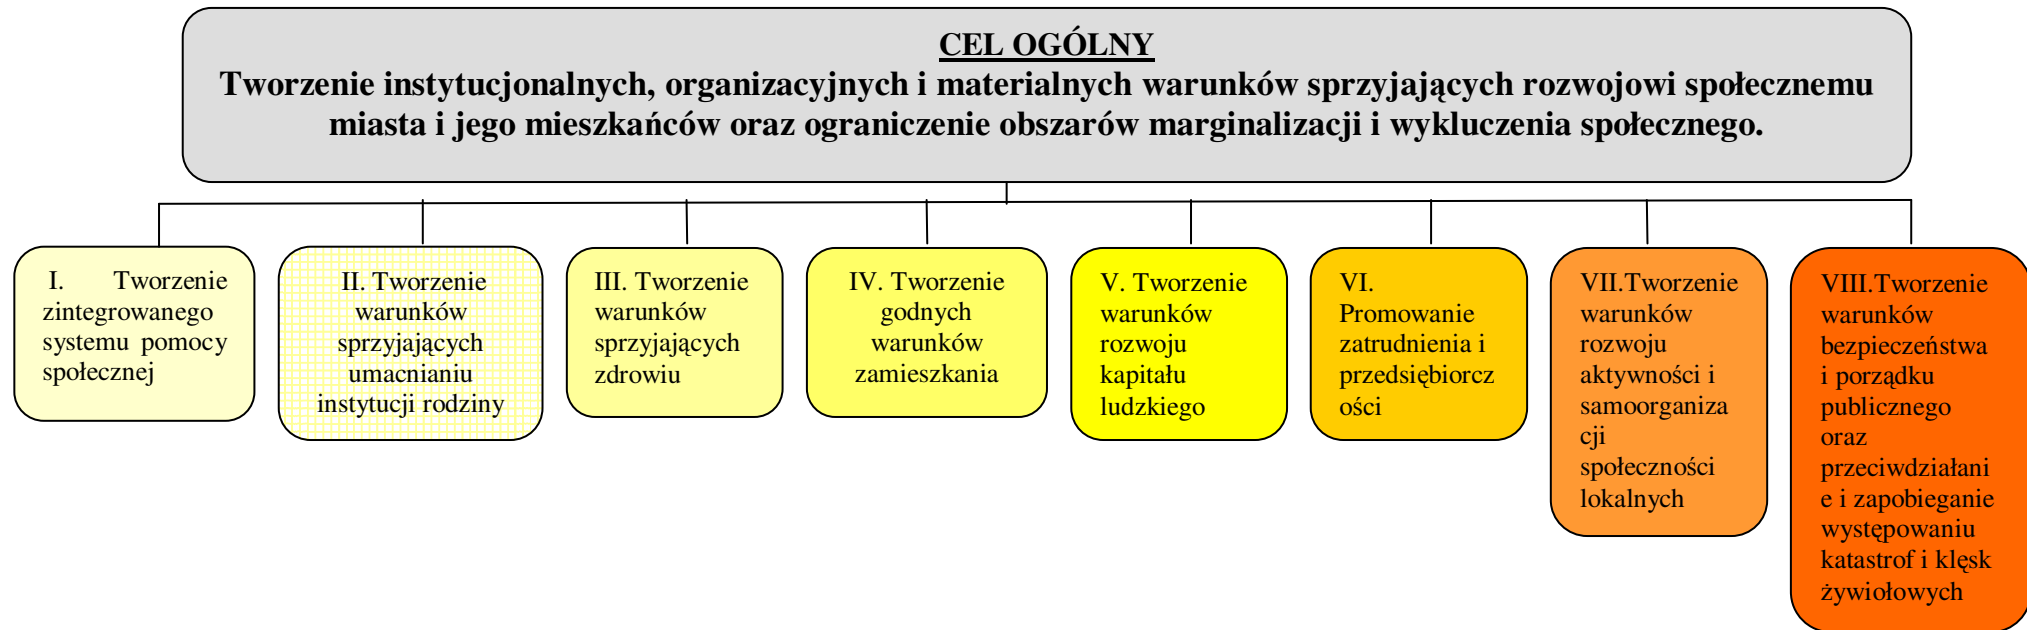 CEL OGÓLNY
Tworzenie instytucjonalnych, organizacyjnych i materialnych warunków sprzyjających rozwojowi społecznemu
miasta i jego mieszkańców oraz ograniczenie obszarów marginalizacji i wykluczenia społecznego.
I. Tworzenie
zintegrowanego
systemu pomocy
społecznej
II. Tworzenie
warunków
sprzyjających
umacnianiu
instytucji rodziny
III. Tworzenie
warunków
sprzyjających
zdrowiu
IV. Tworzenie
godnych
warunków
zamieszkania
V. Tworzenie
warunków
rozwoju
kapitału
ludzkiego
VI.
Promowanie
zatrudnienia i
przedsiębiorcz
ości
VII.Tworzenie
warunków
rozwoju
aktywności i
samoorganiza
cji
społeczności
lokalnych
VIII.Tworzenie
warunków
bezpieczeństwa
i porządku
publicznego
oraz
przeciwdziałani
e i zapobieganie
występowaniu
katastrof i klęsk
żywiołowych